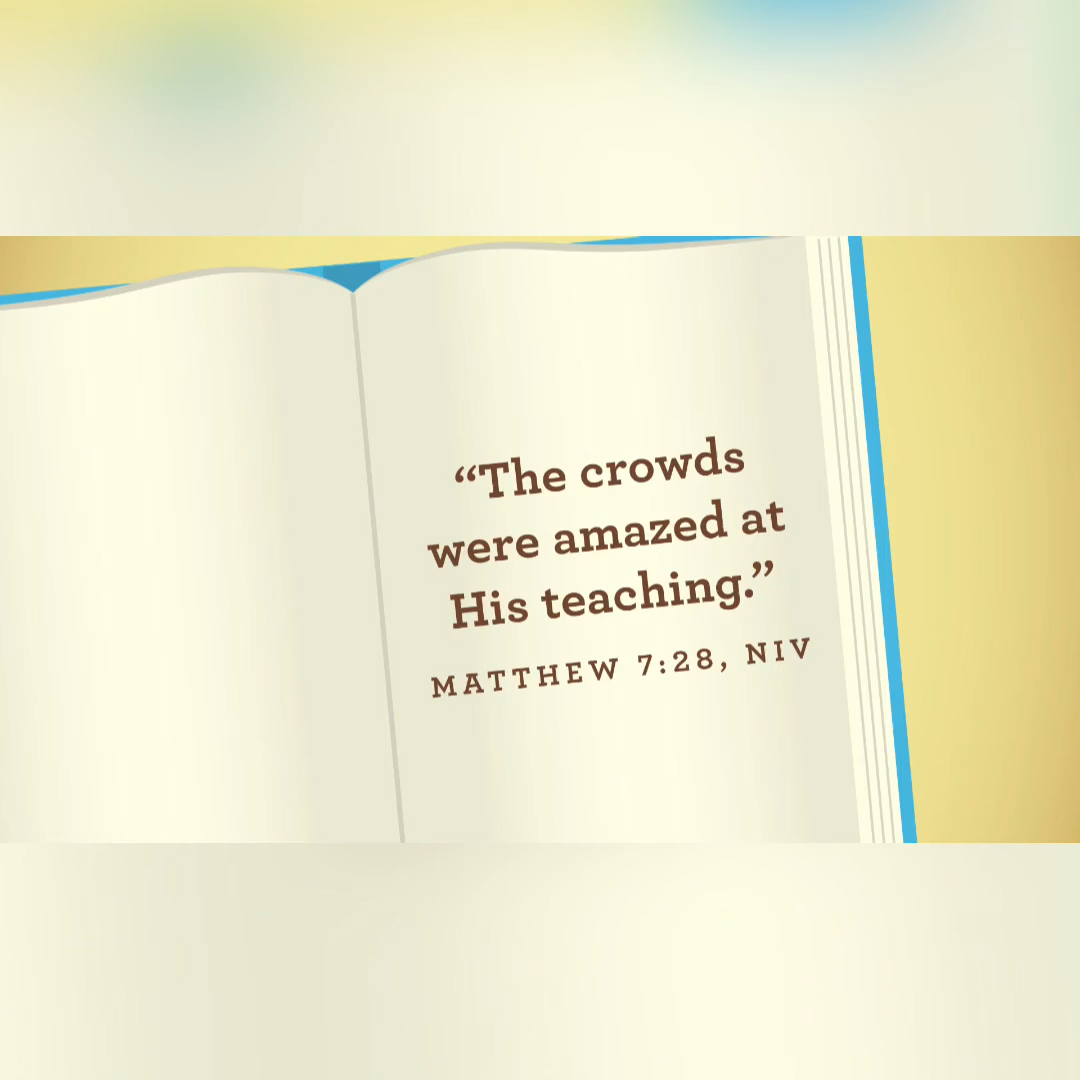 “The crowds
were amazed at
His teaching.”
MATTHEW 7:28, NIV